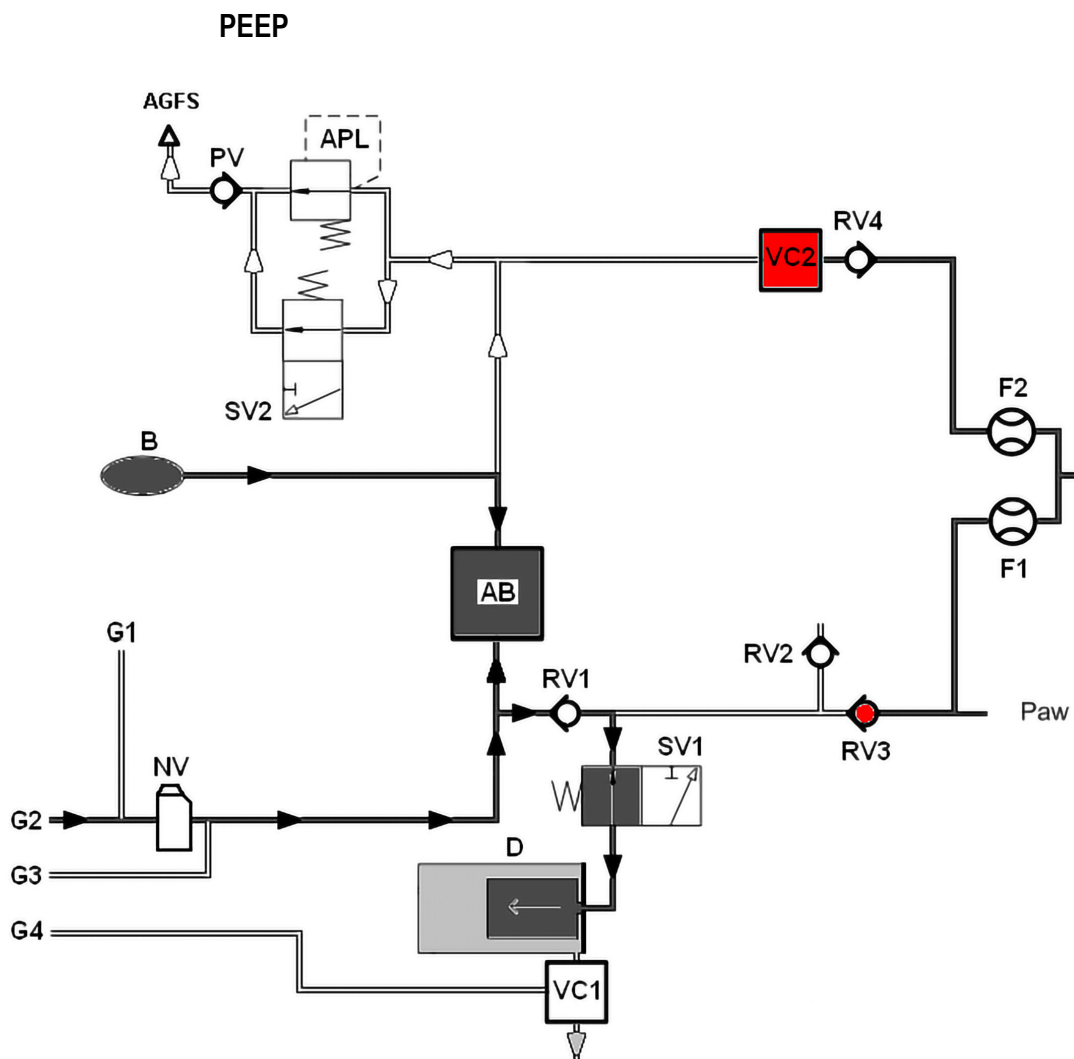 PEEP
AGFS
PV
APL
RV4
VC2
SV2
F2
B
F1
AB
G1
RV1
RV2
Paw
RV3
SV1
NV
G2
D
G3
G4
VC1